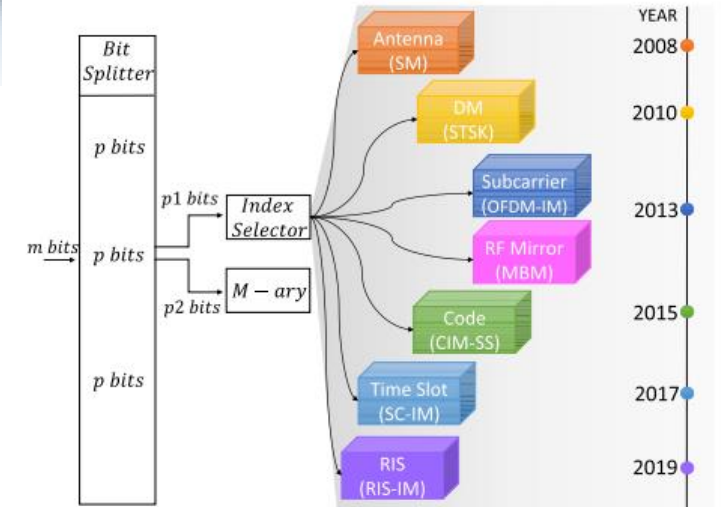 Bit
Splitter
p bits
m bits
p bits
p bits
p1 bits
p2 bits
Index
Selector
M − ary
Antenna
(SM)
DM
(STSK)
Subcarrier
(OFDM-IM)
RF Mirror
(MBM)
Code
(CIM-SS)
Time Slot
(SC-IM)
RIS
(RIS-IM)
YEAR
2008
2010
2013
2015
2017
2019